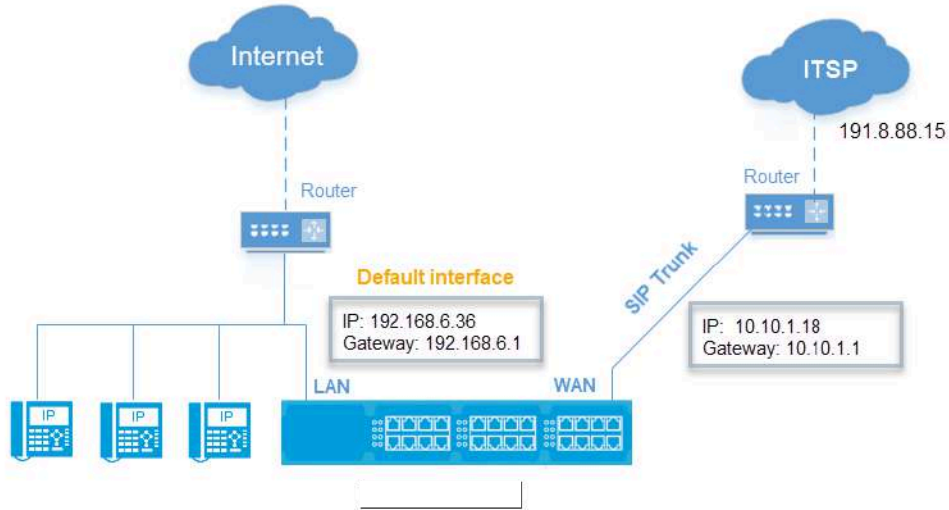 Internet
ITSP
191.8.88.15
Router
Router
Default interface
SIP Trunk
IP: 192.168.6.36
Gateway: 192.168.6.1
IP: 10.10.1.18
Gateway: 10.10.1.1
LAN
WAN
IP
IP
IP